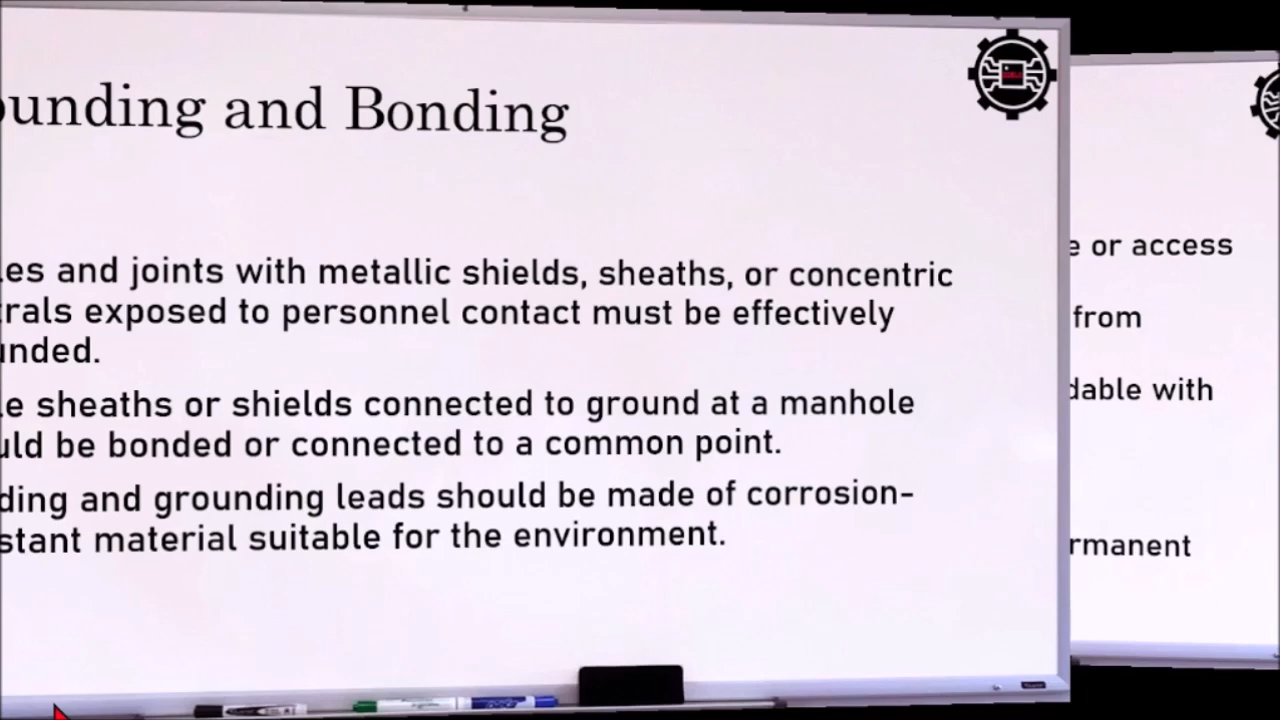 ounding and Bonding
les and joints with metallic shields, sheaths, or concentric
trals exposed to personnel contact must be effectively
unded.
le sheaths or shields connected to ground at a manhole
uld be bonded or connected to a common point.
ding and grounding leads should be made of corrosion-
stant material suitable for the environment.
e or access
from
dable with
rmanent